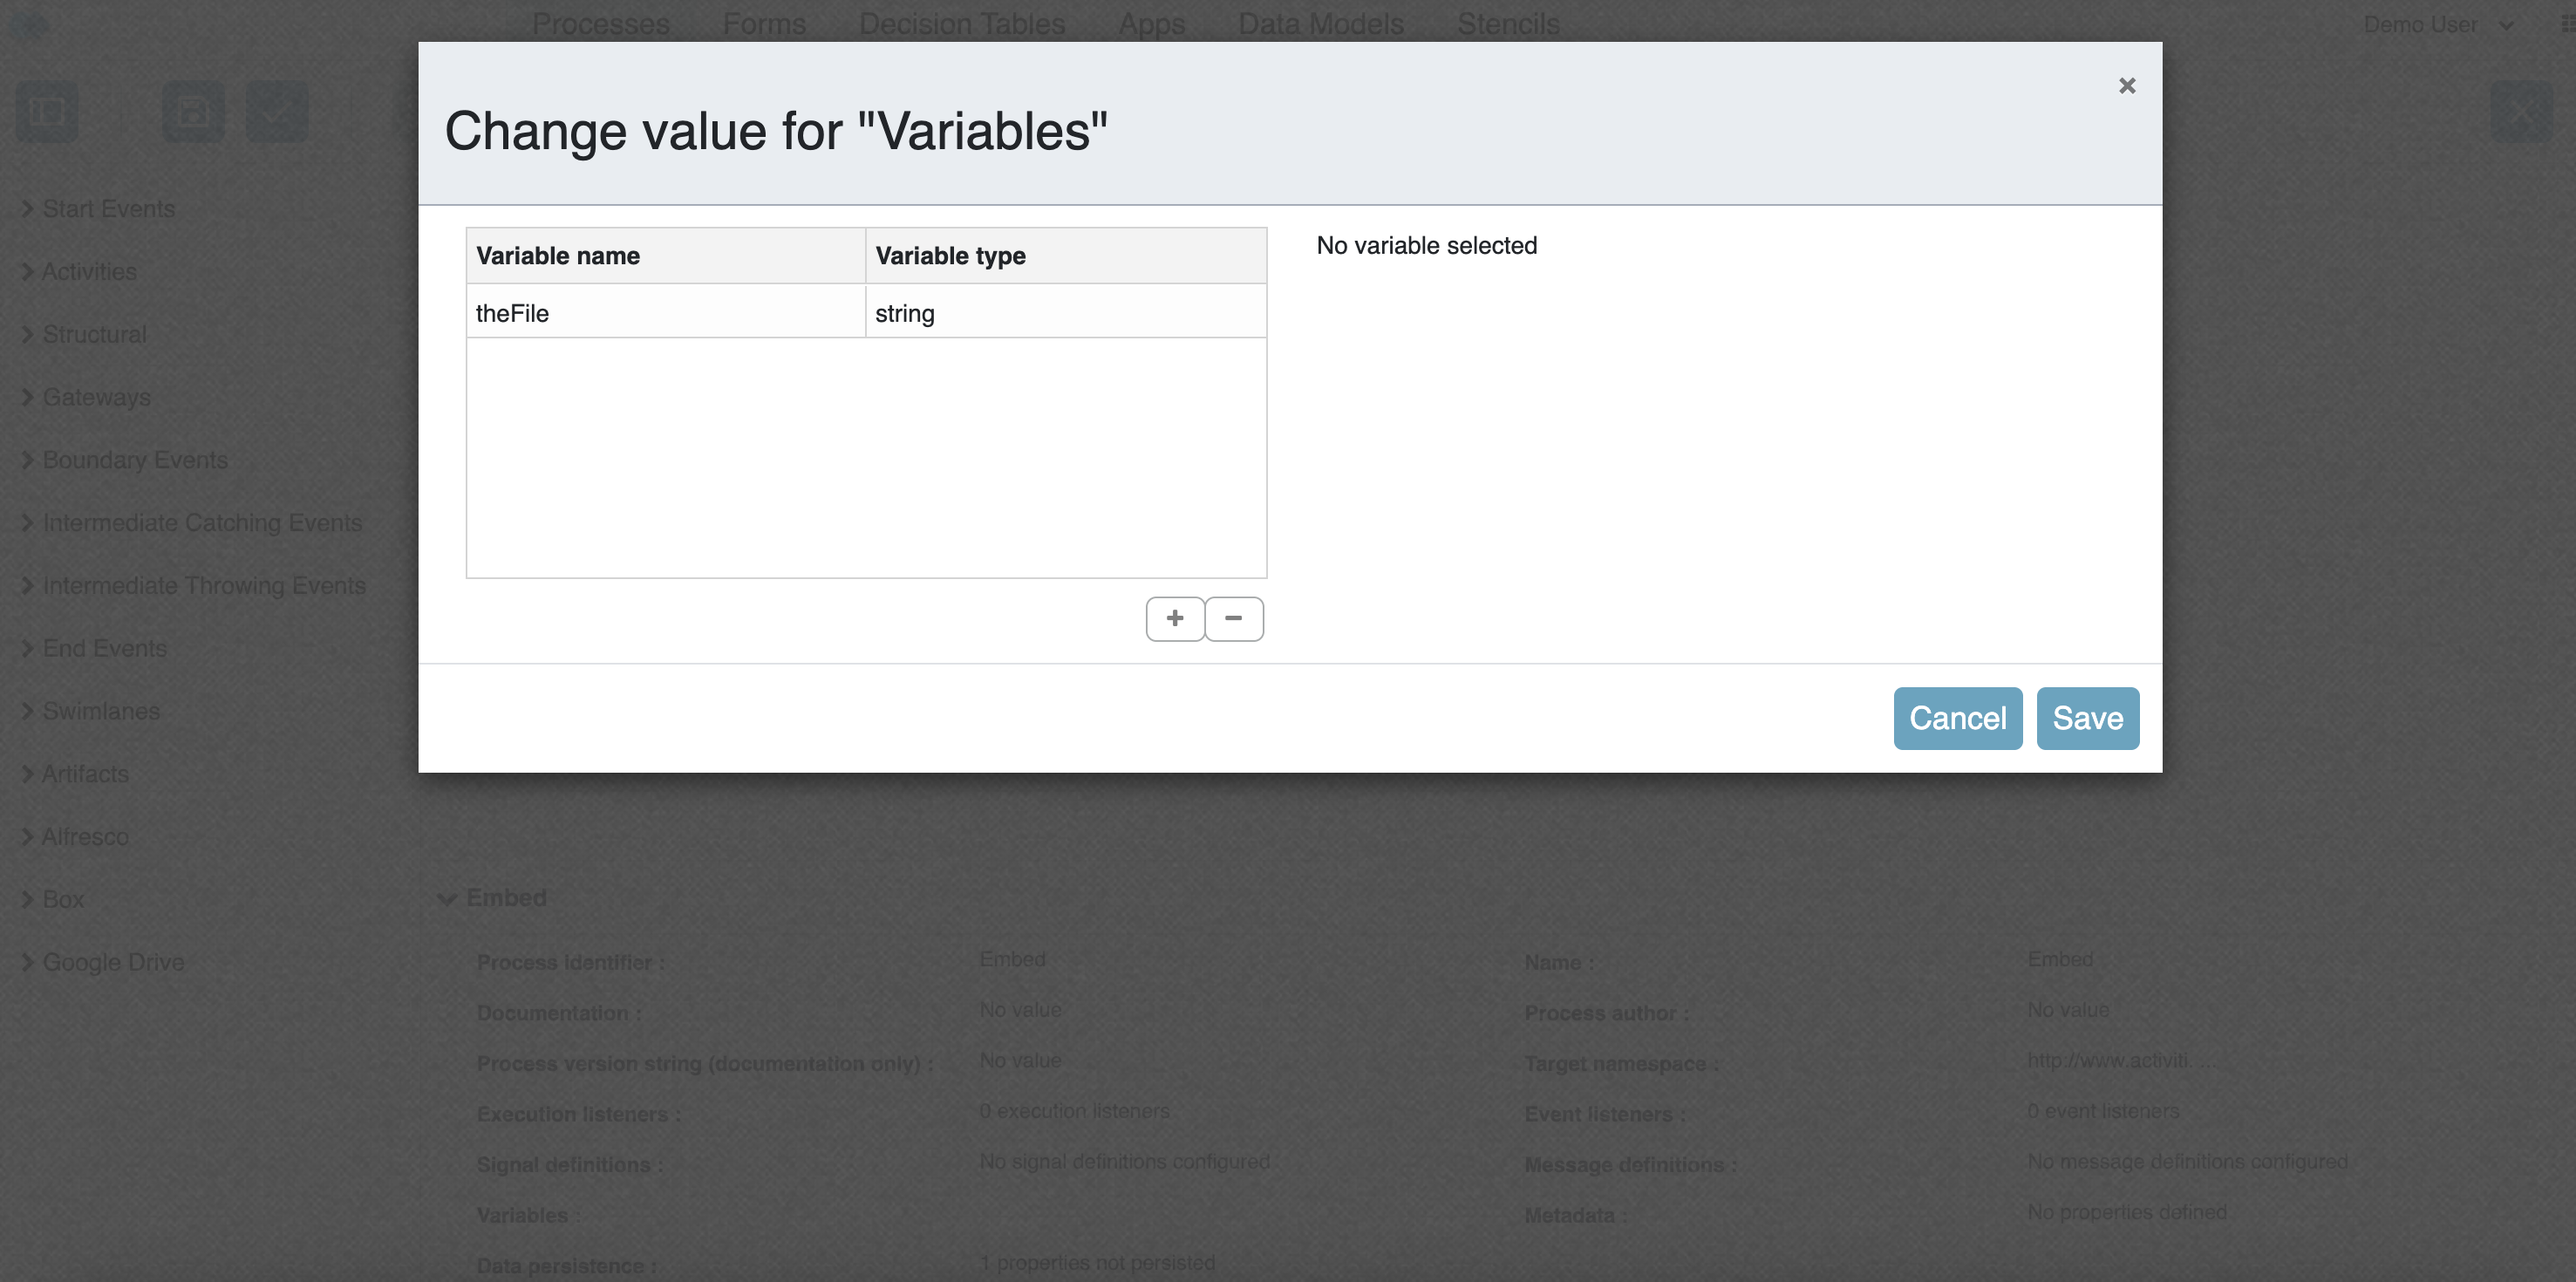 Processes Forms Decision Tables Apps Data Models Stencils Demo User
Change value for "Variables"
Variable name Variable type
theFile string
No variable selected
Cancel Save
Start Events
Activities
Structural
Gateways
Boundary Events
Intermediate Catching Events
Intermediate Throwing Events
End Events
Swimlanes
Artifacts
Alfresco
Box
Google Drive
Embed
Process identifier : Embed Name : Embed
Documentation : No value Process author : No value
Process version string (documentation only) : No value Target namespace : http://www.activiti. ...
Execution listeners : 0 execution listeners Event listeners : 0 event listeners
Signal definitions : No signal definitions configured Message definitions : No message definitions configured
Variables : Metadata : No properties defined
Data persistence : 1 properties not persisted